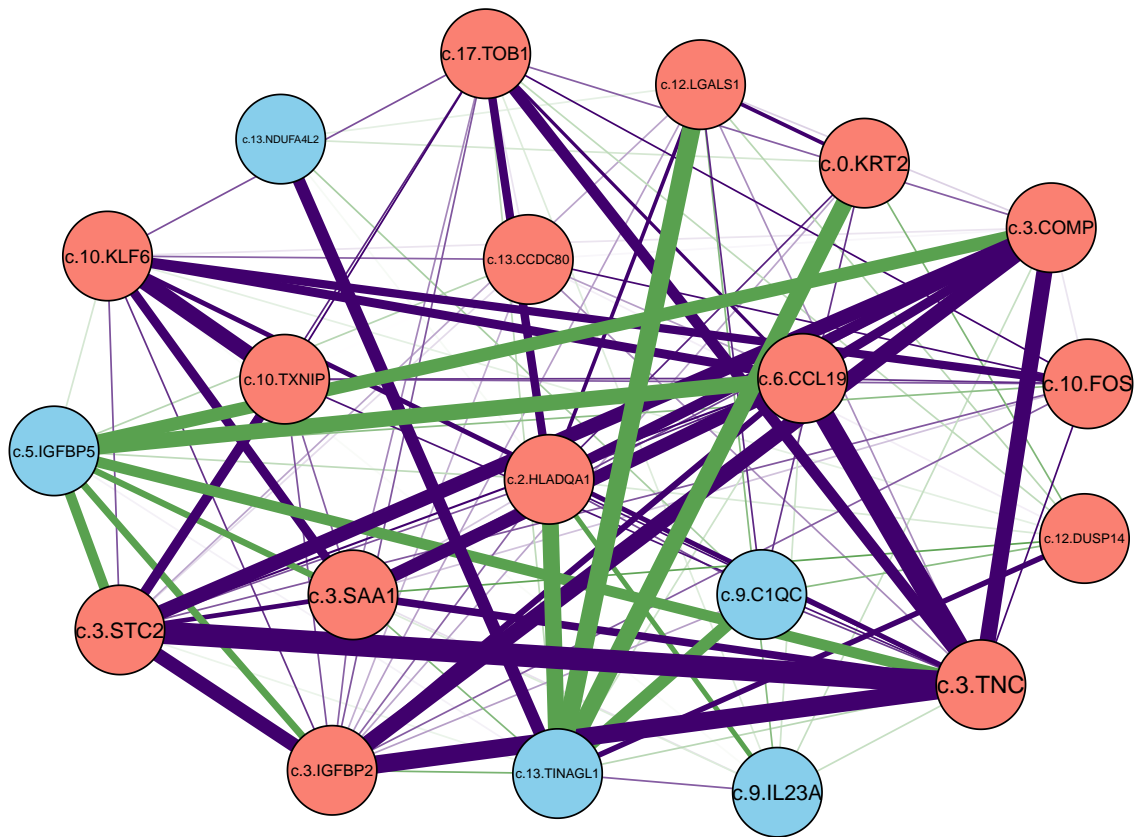 c.17.TOB1
c.12.LGALS1
c.13.NDUFA4L2
c.0.KRT2
c.3.COMP
c.10.KLF6
c.13.CCDC80
c.10.TXNIP
c.6.CCL19
c.10.FOS
c.5.IGFBP5
c.2.HLADQA1
c.12.DUSP14
c.3.SAA1
c.9.C1QC
c.3.STC2
c.3.TNC
c.3.IGFBP2
c.13.TINAGL1
c.9.IL23A